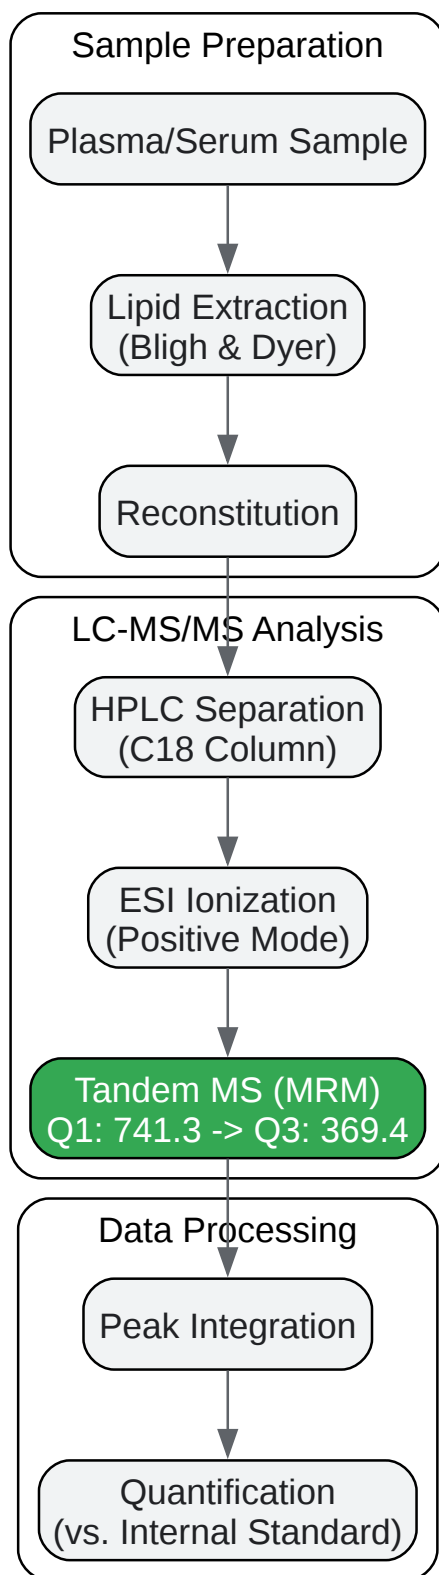 Sample Preparation
Plasma/Serum Sample
Lipid Extraction
(Bligh & Dyer)
Reconstitution
LC-MS/MS Analysis
HPLC Separation
(C18 Column)
ESI Ionization
(Positive Mode)
Tandem MS (MRM)
Q1: 741.3 -> Q3: 369.4
Data Processing
Peak Integration
Quantification
(vs. Internal Standard)